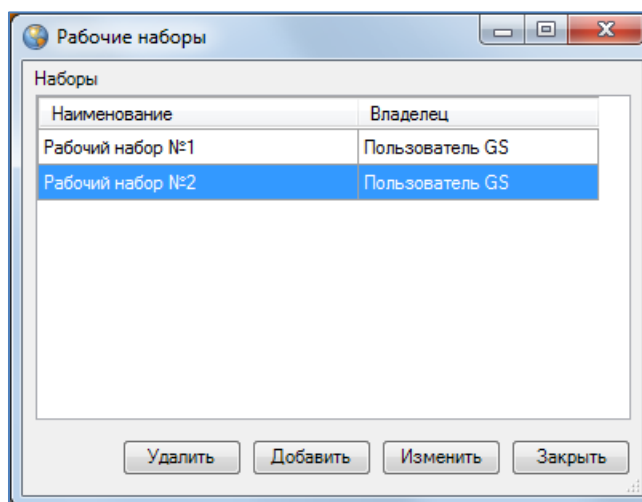 Рабочие наборы
Наборы
Наименование Владелец
Рабочий набор №1 Пользователь GS
Рабочий набор №2 Пользователь GS
Удалить Добавить Изменить Закрыть